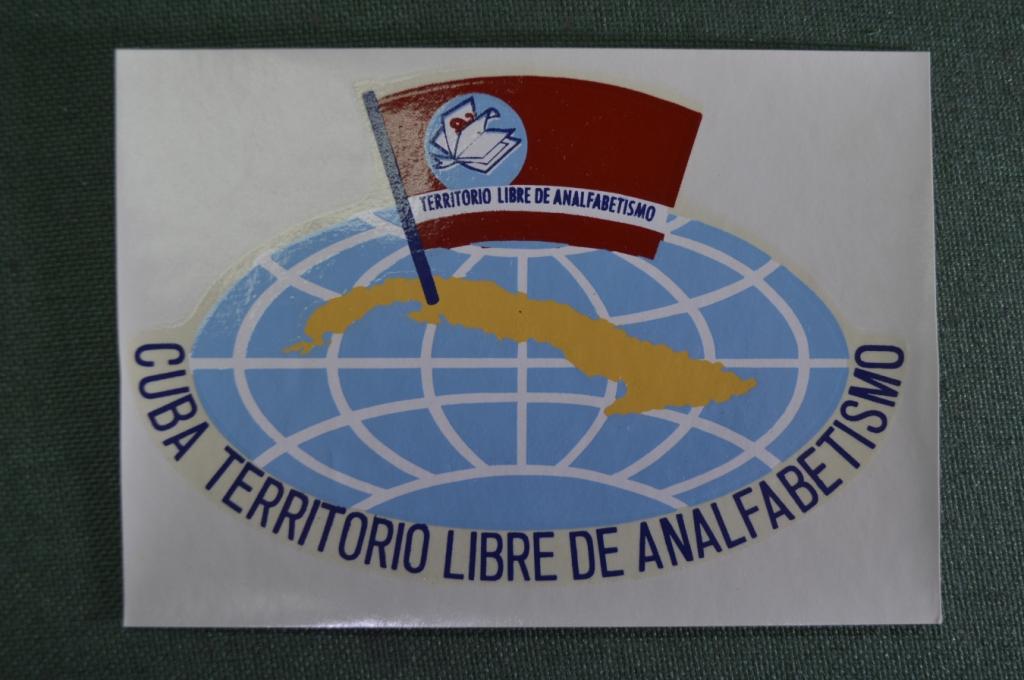 TERRITORIO LIBRE DE ANALFABETISMO
CUBA TERRITORIO LIBRE DE ANALFABETISMO